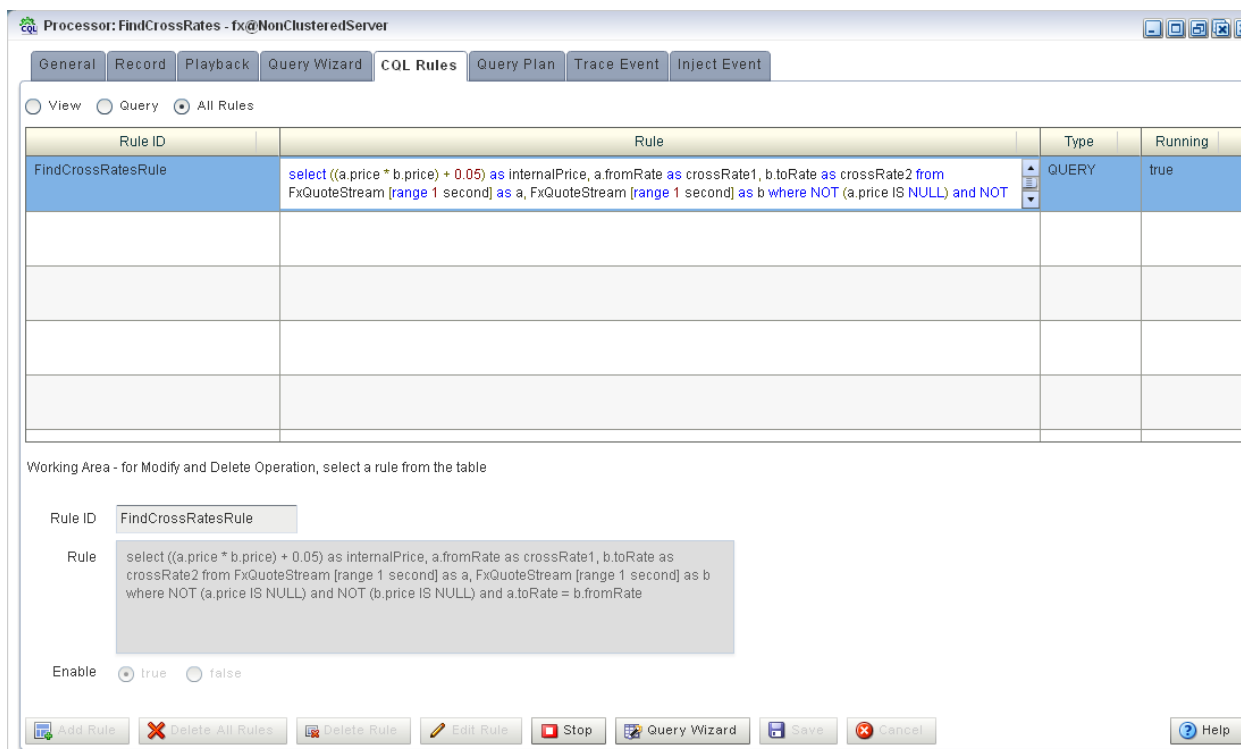 CQL Processor: FindCrossRates - fx@NonClusteredServer
General Record Playback Query Wizard CQL Rules Query Plan Trace Event Inject Event
View Query All Rules
Rule ID Rule Type Running
FindCrossRatesRule
select ((a.price * b.price) + 0.05) as internalPrice, a.fromRate as crossRate1, b.toRate as crossRate2 from
FxQuoteStream [range 1 second] as a, FxQuoteStream [range 1 second] as b where NOT (a.price IS NULL) and NOT
QUERY true
Working Area - for Modify and Delete Operation, select a rule from the table
Rule ID FindCrossRatesRule
Rule
select ((a.price * b.price) + 0.05) as internalPrice, a.fromRate as crossRate1, b.toRate as
crossRate2 from FxQuoteStream [range 1 second] as a, FxQuoteStream [range 1 second] as b
where NOT (a.price IS NULL) and NOT (b.price IS NULL) and a.toRate = b.fromRate
Enable true false
Add Rule Delete All Rules Delete Rule Edit Rule Stop Query Wizard Save Cancel Help